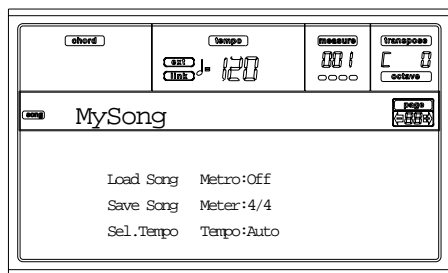 chord tempo measure transpose
ext link ♩= 120 001 C 0
octave
song MySong page
Load Song Metro:Off
Save Song Meter:4/4
Sel.Tempo Tempo:Auto